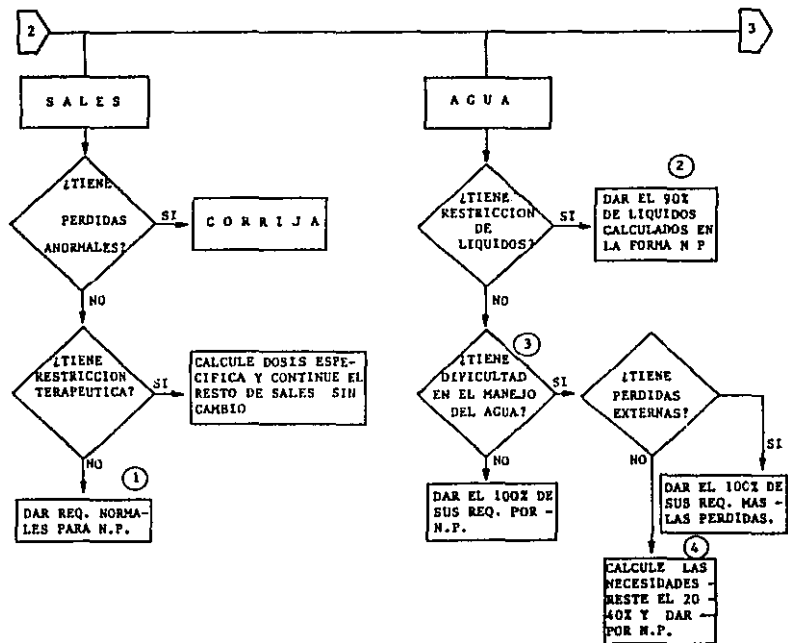 2
3
S A L E S
¿TIENE
PERDIDAS
ANORMALES?
SI
C O R R I J A
NO
¿TIENE
RESTRICCION
TERAPEUTICA?
SI
CALCULE DOSIS ESPE-
CIFICA Y CONTINUE EL
RESTO DE SALES SIN
CAMBIO
NO
1
DAR REQ. NORMA-
LES PARA N.P.
A G U A
¿TIENE
RESTRICCION
DE
LIQUIDOS?
SI
2
DAR EL 90%
DE LIQUIDOS
CALCULADOS EN
LA FORMA N P
NO
3
¿TIENE
DIFICULTAD
EN EL MANEJO
DEL AGUA?
SI
NO
DAR EL 100% DE
SUS REQ. POR -
N.P.
¿TIENE
PERDIDAS
EXTERNAS?
SI
DAR EL 100% DE
SUS REQ. MAS -
LAS PERDIDAS.
NO
4
CALCULE LAS
NECESIDADES -
RESTE EL 20 -
40% Y DAR -
POR N.P.